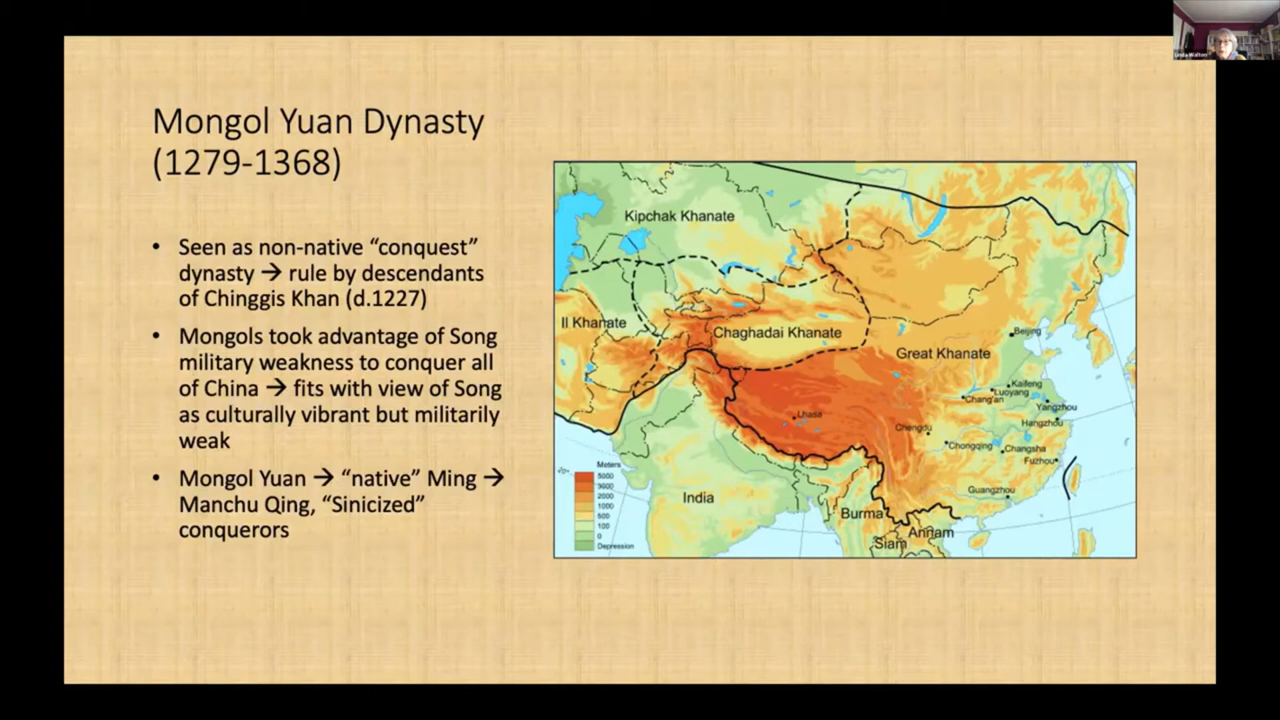 Linda Walton
Mongol Yuan Dynasty
(1279-1368)
• Seen as non-native “conquest”
dynasty → rule by descendants
of Chinggis Khan (d.1227)
• Mongols took advantage of Song
military weakness to conquer all
of China → fits with view of Song
as culturally vibrant but militarily
weak
• Mongol Yuan → “native” Ming →
Manchu Qing, “Sinicized”
conquerors
Kipchak Khanate
Il Khanate
Chaghadai Khanate
Great Khanate
Beijing
Kaifeng
Luoyang
Chang'an
Yangzhou
Hangzhou
Lhasa
Chengdu
Chongqing
Changsha
Fuzhou
Guangzhou
India
Burma
Annam
Siam
Meters
5000
3000
2000
1000
500
100
0
Depression